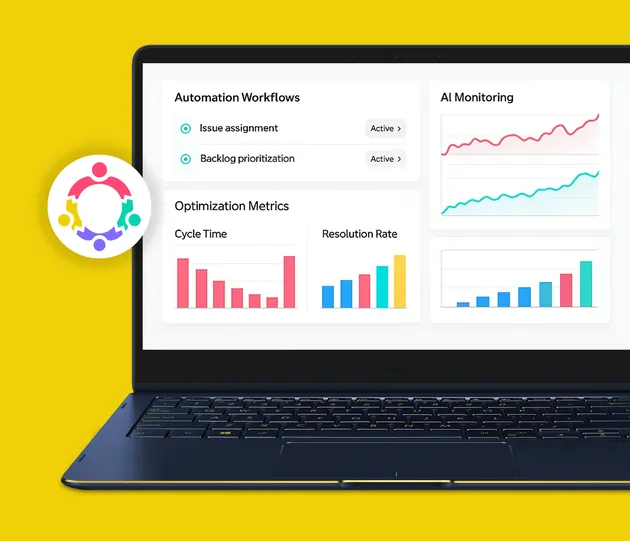 Automation Workflows
Issue assignment
Active >
Backlog prioritization
Active >
Optimization Metrics
Cycle Time
Resolution Rate
AI Monitoring